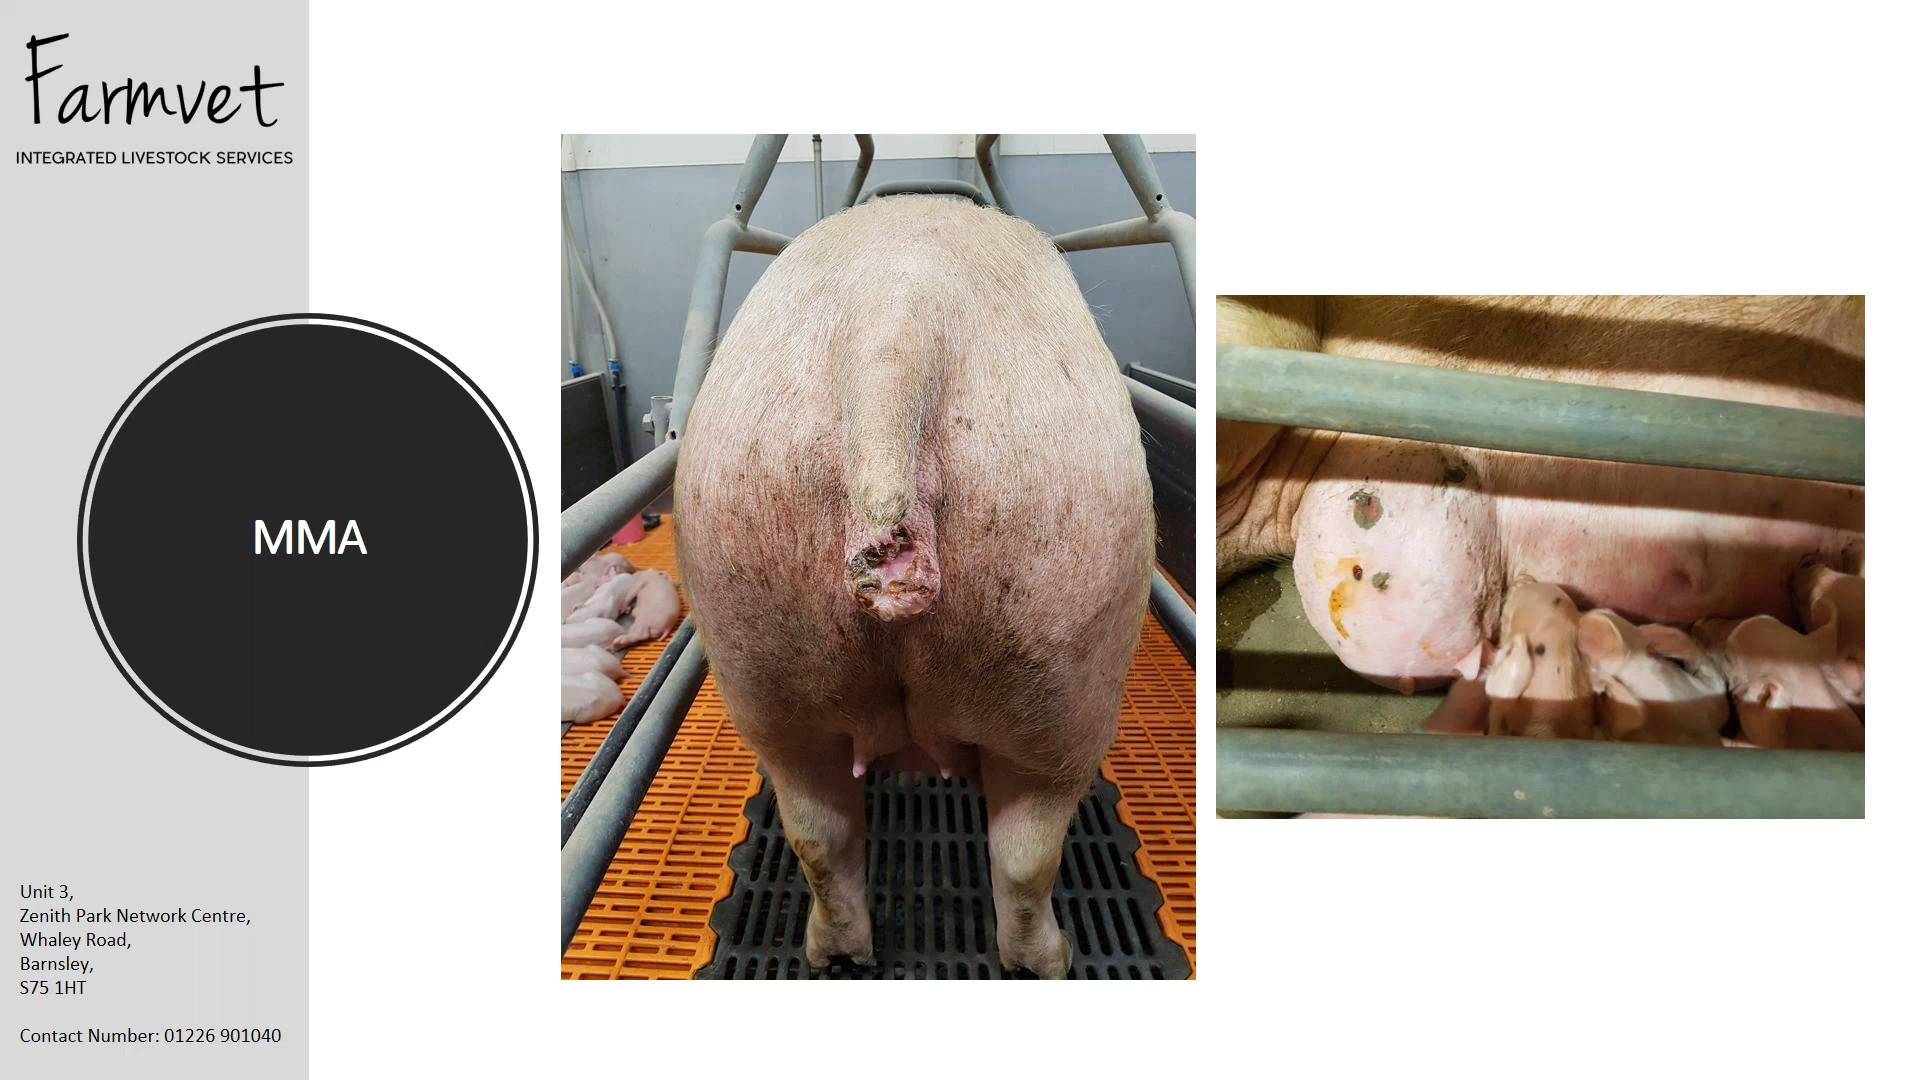 Farmvet
INTEGRATED LIVESTOCK SERVICES
MMA
Unit 3,
Zenith Park Network Centre,
Whaley Road,
Barnsley,
S75 1HT
Contact Number: 01226 901040